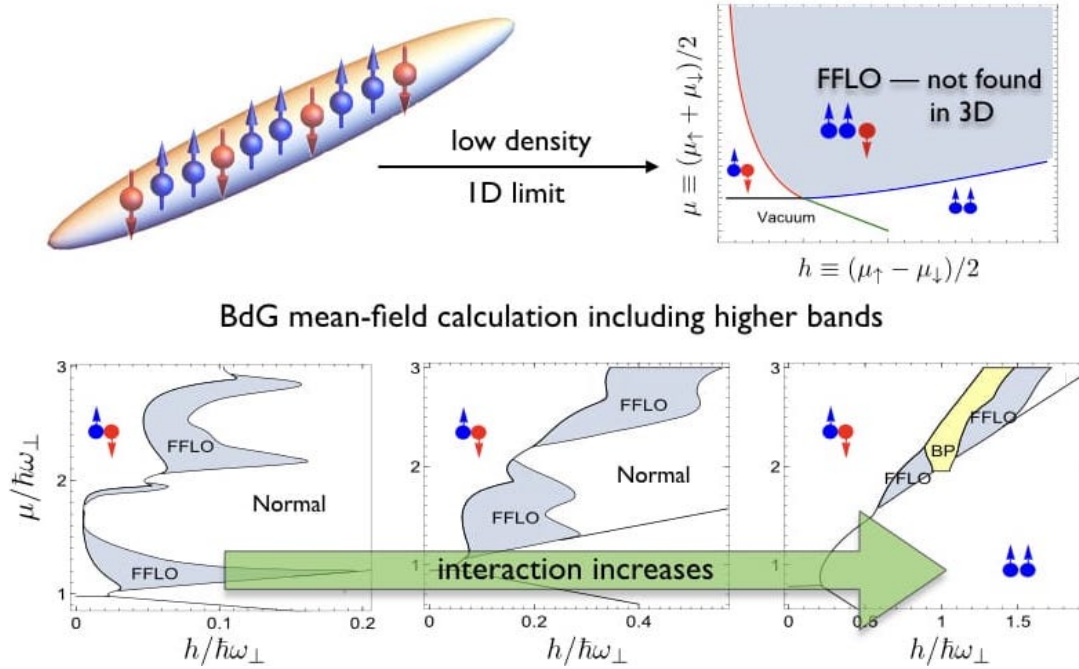 low density
1D limit
μ ≡ (μ↑ + μ↓)/2
FFLO — not found
in 3D
Vacuum
h ≡ (μ↑ − μ↓)/2
BdG mean-field calculation including higher bands
μ/ħω⊥
3
2
1
FFLO
Normal
FFLO
0
0.1
0.2
h/ħω⊥
3
2
1
FFLO
Normal
FFLO
0
0.2
0.4
h/ħω⊥
3
2
1
FFLO
BP
FFLO
0
0.5
1
1.5
h/ħω⊥
interaction increases